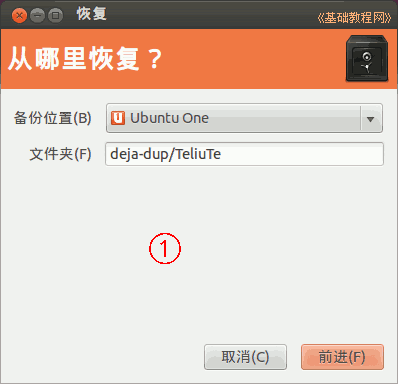 恢复
《基础教程网》
从哪里恢复？
备份位置(B)
Ubuntu One
文件夹(F)
deja-dup/TeliuTe
1
取消(C)
前进(F)